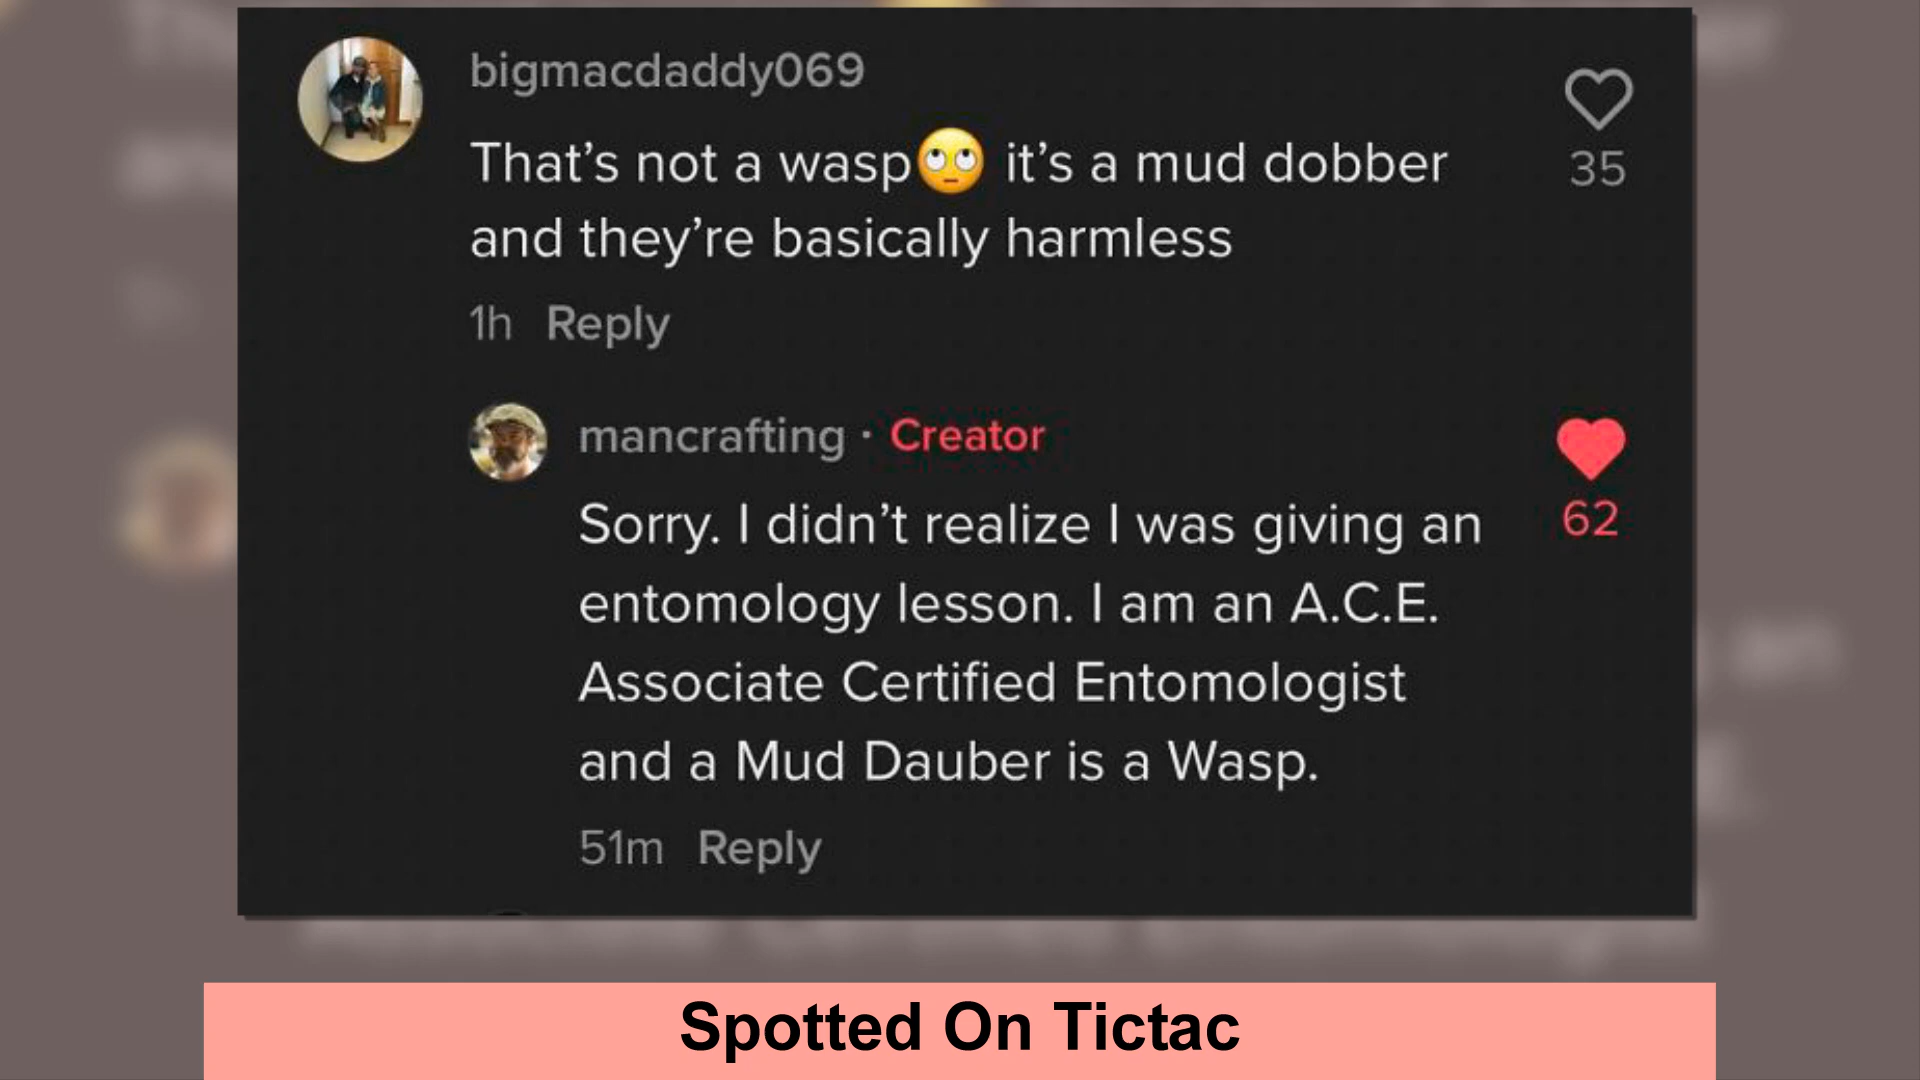 bigmacdaddy069
That's not a wasp🙄 it's a mud dobber
35
and they're basically harmless
1h Reply
mancrafting · Creator
Sorry. I didn't realize I was giving an
62
entomology lesson. I am an A.C.E.
Associate Certified Entomologist
and a Mud Dauber is a Wasp.
51m Reply
Spotted On Tictac